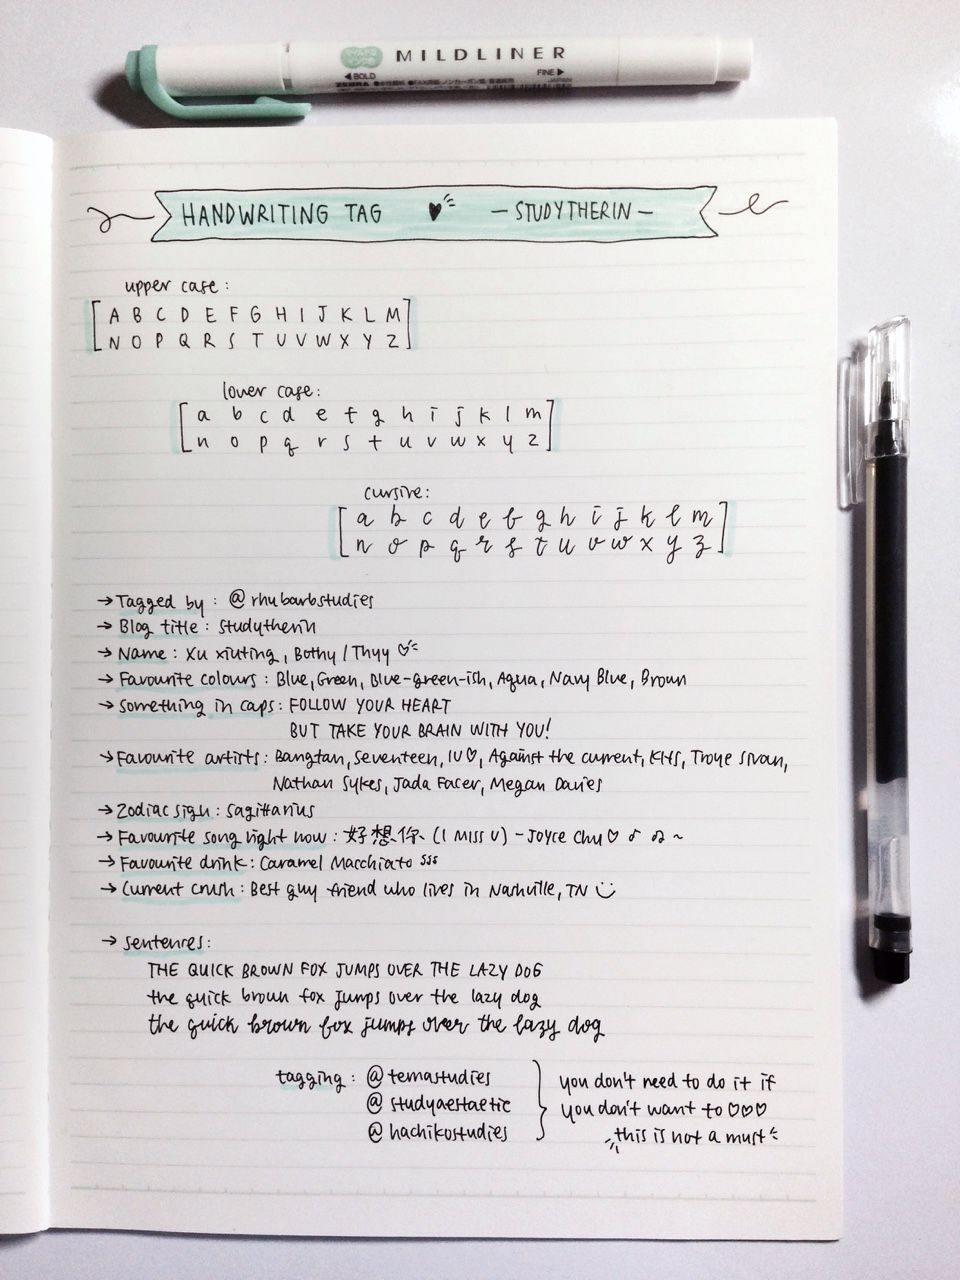 MILDLINER
◀BOLD FINE▶
ZEBRA JAPAN
HANDWRITING TAG ♥ – STUDYTHERIN –
upper case:
A B C D E F G H I J K L M
N O P Q R S T U V W X Y Z
lower case:
a b c d e f g h i j k l m
n o p q r s t u v w x y z
cursive:
a b c d e f g h i j k l m
n o p q r s t u v w x y z
→ Tagged by : @ rhubarbstudies
→ Blog title : studytherin
→ Name : Xu xiuting, Bothy / Thyy ♡
→ Favourite colours : Blue, Green, Blue-green-ish, Aqua, Navy Blue, Brown
→ something in caps : FOLLOW YOUR HEART
BUT TAKE YOUR BRAIN WITH YOU!
→ Favourite artists : Bangtan, Seventeen, IU♡, Against the current, KHS, Troye Sivan,
Nathan Sykes, Jada Facer, Megan Davies
→ Zodiac sign : sagittarius
→ Favourite song right now : 好想你 (I MISS U) - JOYCE CHU ♡ ♪ ♫ ~
→ Favourite drink : Caramel Macchiato sss
→ Current crush : Best guy friend who lives in Nashville, TN
→ sentences :
THE QUICK BROWN FOX JUMPS OVER THE LAZY DOG
the quick brown fox jumps over the lazy dog
the quick brown fox jumps over the lazy dog
tagging : @ temastudies
@ studyaestaetic
@ hachikostudies
you don't need to do it if
you don't want to ♡♡♡
this is not a must